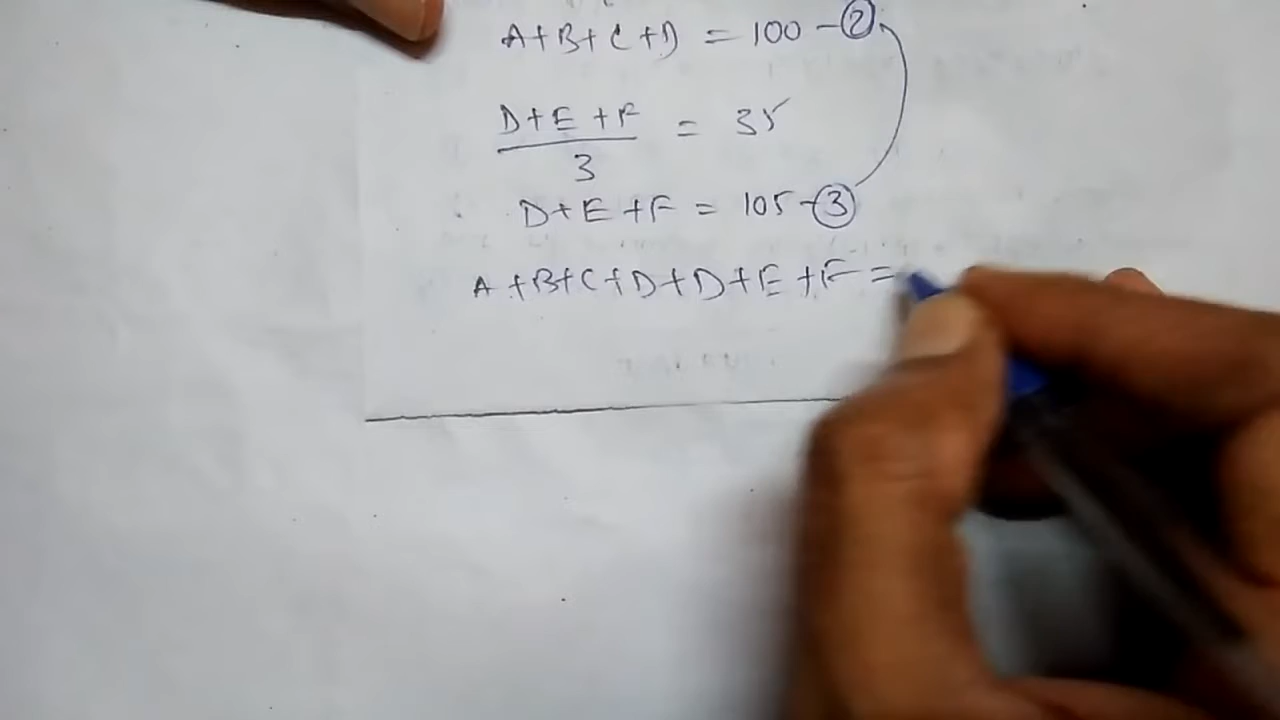 A+B+C+D = 100 - ②
D+E+F
3
= 35
D+E+F = 105 - ③
A+B+C+D+D+E+F =